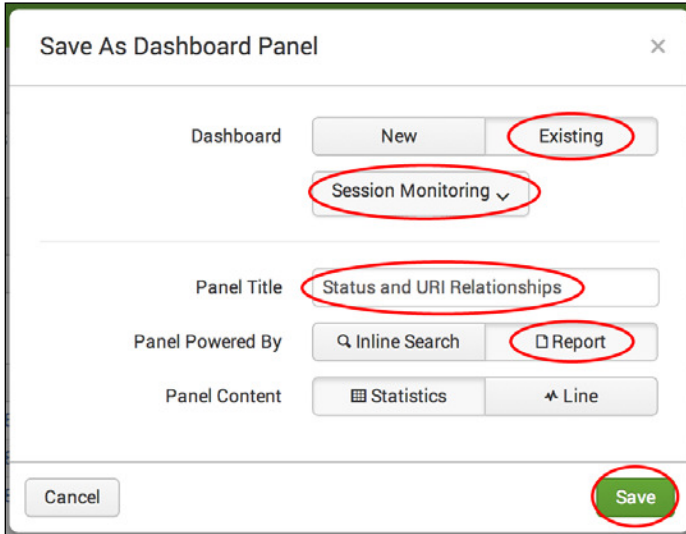 Save As Dashboard Panel ×
Dashboard New Existing
Session Monitoring
Panel Title Status and URI Relationships
Panel Powered By Inline Search Report
Panel Content Statistics Line
Cancel Save